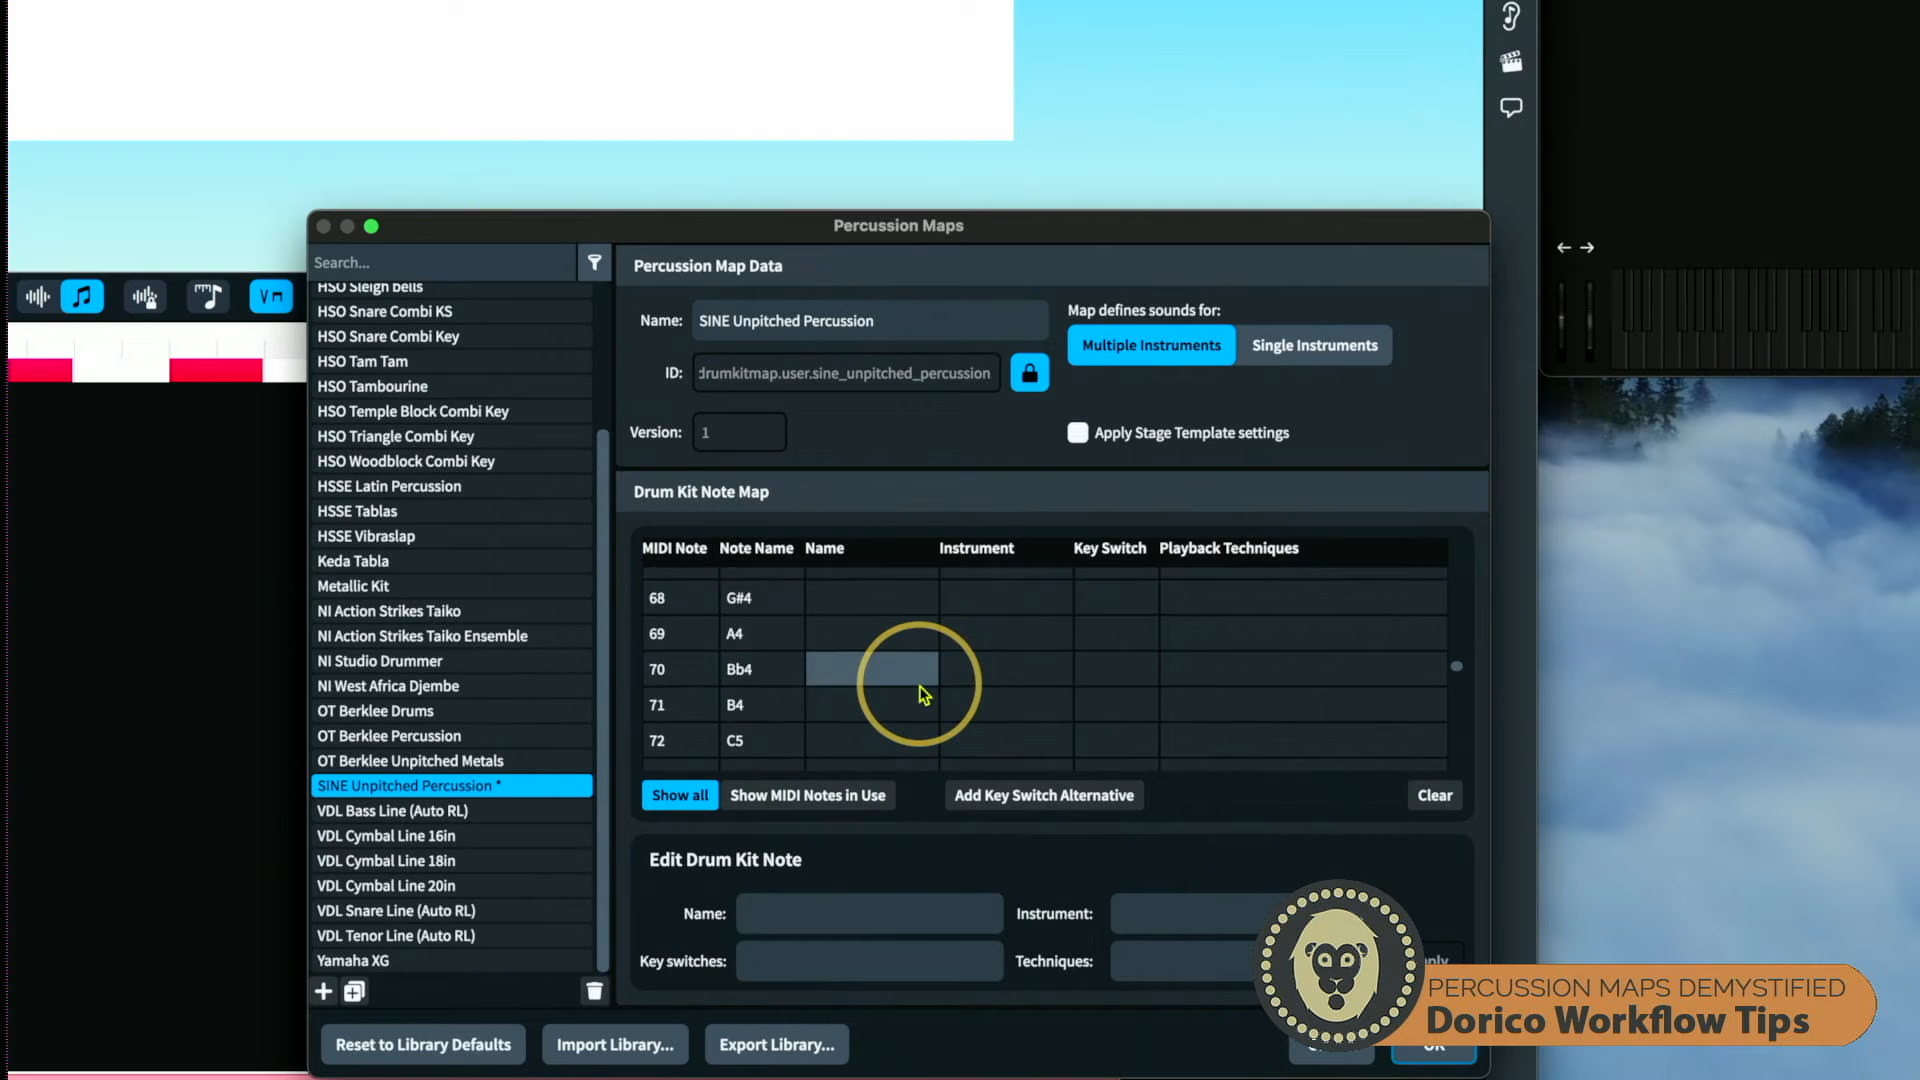 Percussion Maps
Search...
HSO Sleigh bells
HSO Snare Combi KS
HSO Snare Combi Key
HSO Tam Tam
HSO Tambourine
HSO Temple Block Combi Key
HSO Triangle Combi Key
HSO Woodblock Combi Key
HSSE Latin Percussion
HSSE Tablas
HSSE Vibraslap
Keda Tabla
Metallic Kit
NI Action Strikes Taiko
NI Action Strikes Taiko Ensemble
NI Studio Drummer
NI West Africa Djembe
OT Berklee Drums
OT Berklee Percussion
OT Berklee Unpitched Metals
SINE Unpitched Percussion *
VDL Bass Line (Auto RL)
VDL Cymbal Line 16in
VDL Cymbal Line 18in
VDL Cymbal Line 20in
VDL Snare Line (Auto RL)
VDL Tenor Line (Auto RL)
Yamaha XG
Percussion Map Data
Name: SINE Unpitched Percussion
ID: drumkitmap.user.sine_unpitched_percussion
Version: 1
Map defines sounds for:
Multiple Instruments Single Instruments
Apply Stage Template settings
Drum Kit Note Map
MIDI Note Note Name Name Instrument Key Switch Playback Techniques
68 G#4
69 A4
70 Bb4
71 B4
72 C5
Show all Show MIDI Notes in Use Add Key Switch Alternative Clear
Edit Drum Kit Note
Name: Instrument:
Key switches: Techniques:
Reset to Library Defaults Import Library... Export Library...
PERCUSSION MAPS DEMYSTIFIED
Dorico Workflow Tips